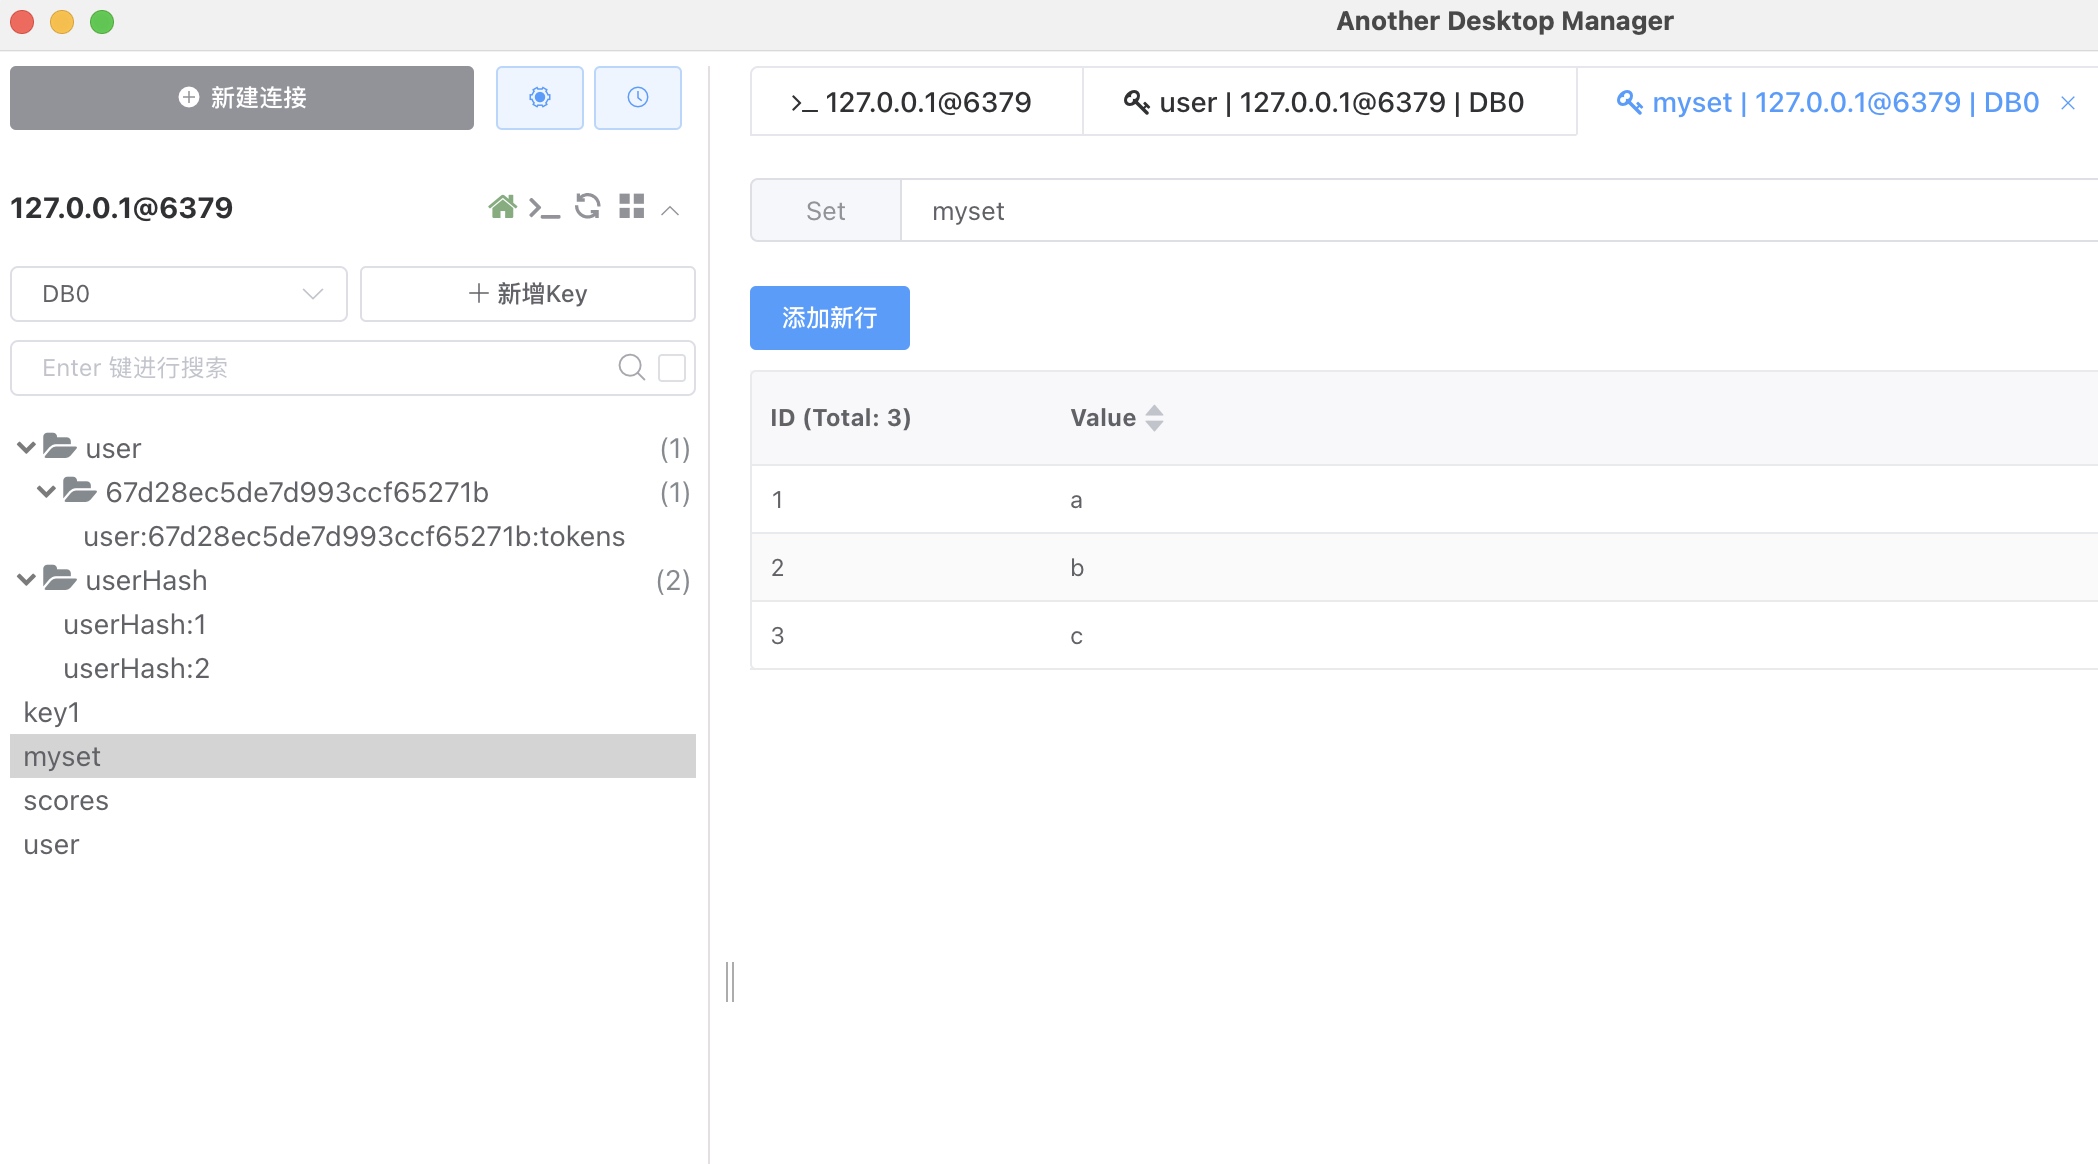 Another Desktop Manager
新建连接
127.0.0.1@6379
DB0
新增Key
Enter 键进行搜索
user (1)
67d28ec5de7d993ccf65271b (1)
user:67d28ec5de7d993ccf65271b:tokens
userHash (2)
userHash:1
userHash:2
key1
myset
scores
user
>_ 127.0.0.1@6379
user | 127.0.0.1@6379 | DB0
myset | 127.0.0.1@6379 | DB0
Set myset
添加新行
ID (Total: 3) Value
1 a
2 b
3 c